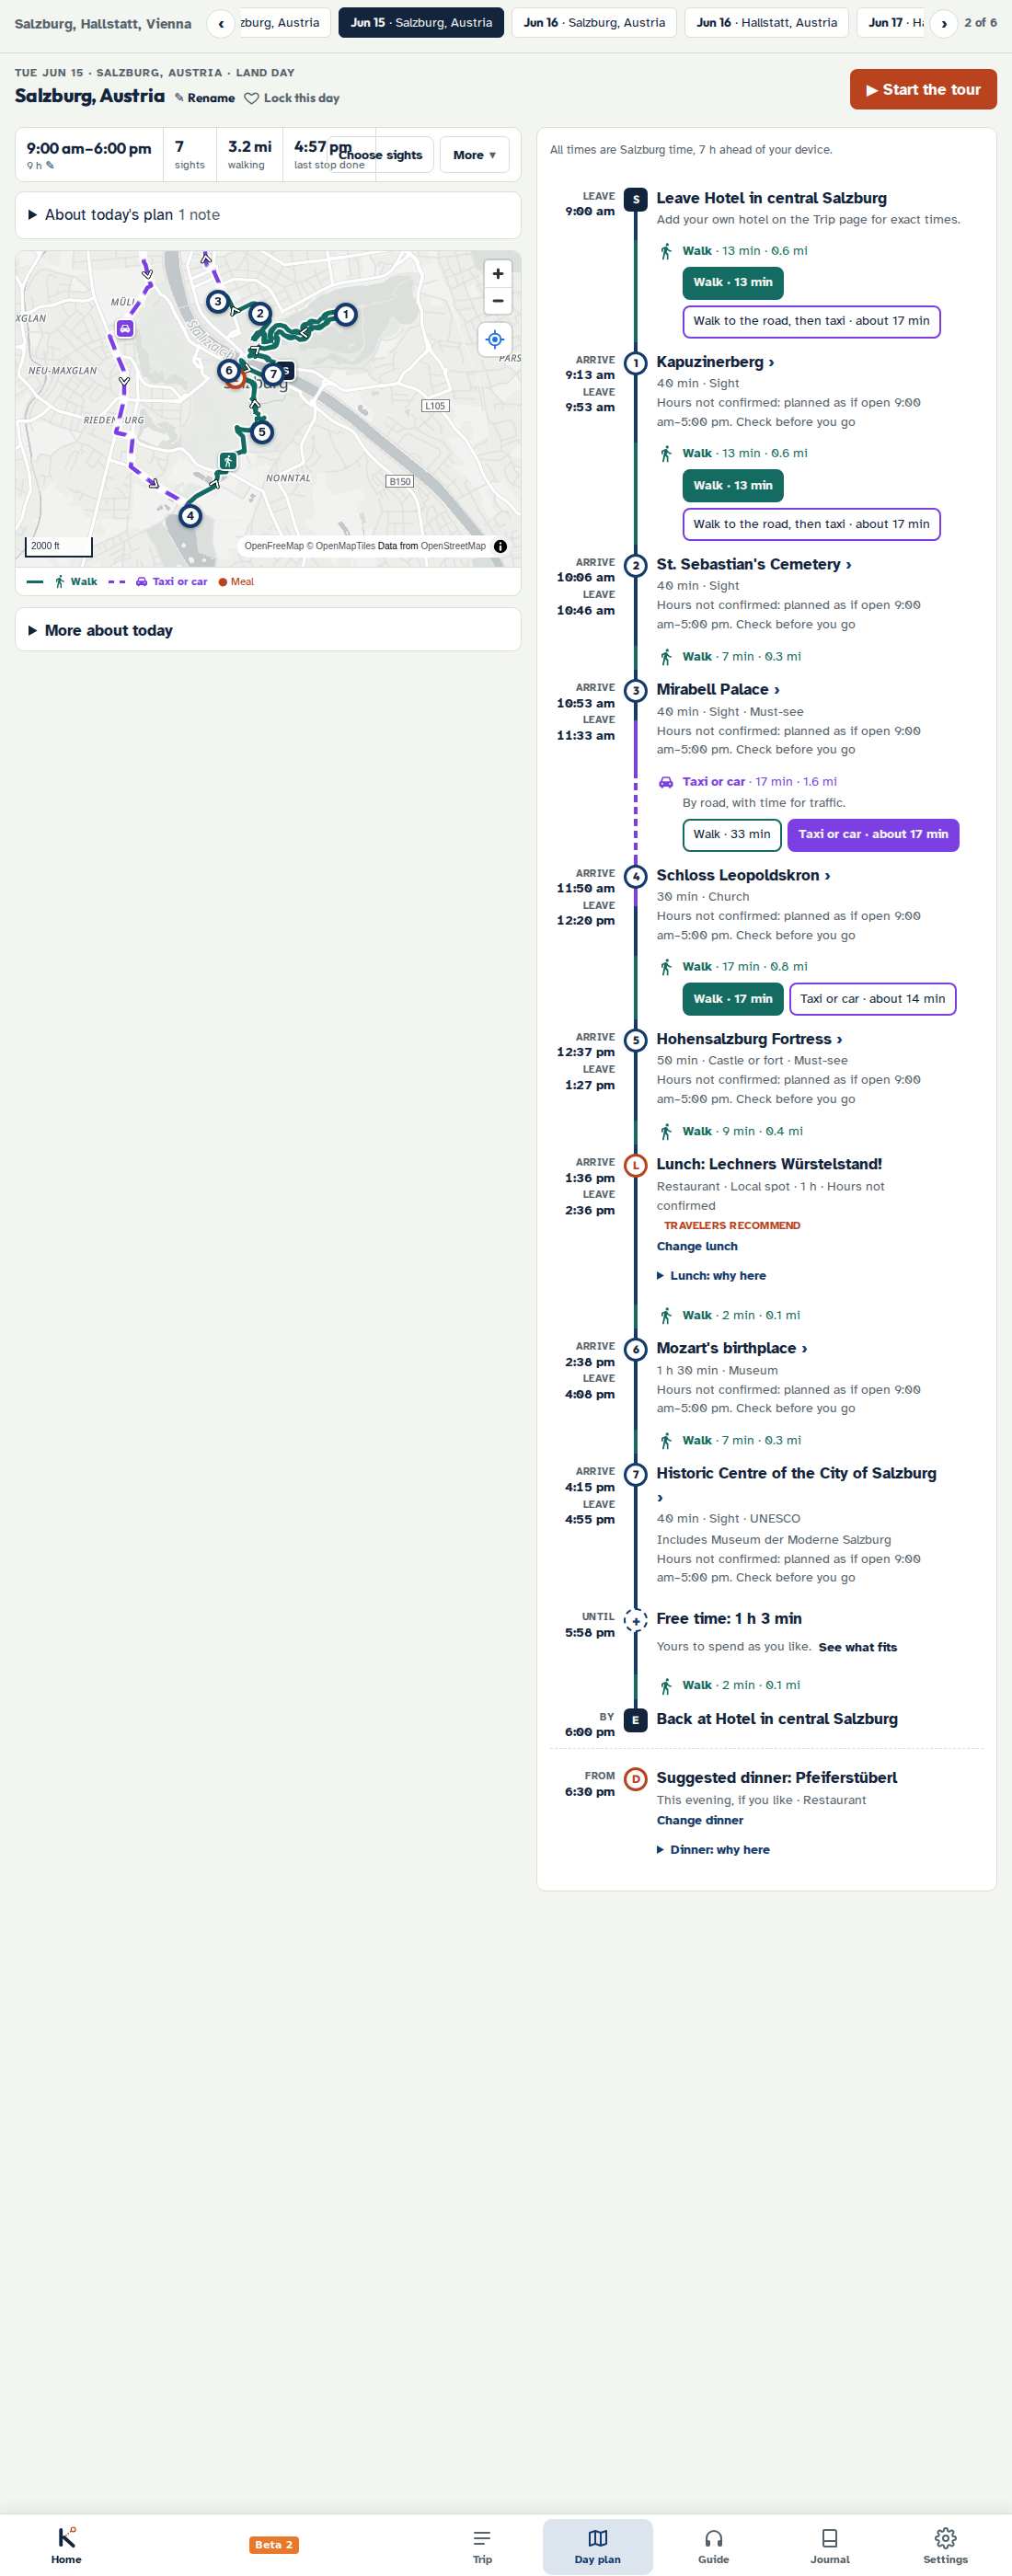 Salzburg, Hallstatt, Vienna
‹
zburg, Austria
Jun 15 · Salzburg, Austria
Jun 16 · Salzburg, Austria
Jun 16 · Hallstatt, Austria
Jun 17 · Ha
›
2 of 6
TUE JUN 15 · SALZBURG, AUSTRIA · LAND DAY
Salzburg, Austria ✎ Rename ♡ Lock this day
▶ Start the tour
9:00 am–6:00 pm
9 h ✎
7
sights
3.2 mi
walking
4:57 pm
last stop done
Choose sights
More ▾
▶ About today's plan 1 note
MÜLL
XGLAN
NEU-MAXGLAN
RIEDENBURG
Salzach
PARS
L105
NONNTAL
B150
3
2
1
6
7
S
5
4
+
−
2000 ft
OpenFreeMap © OpenMapTiles Data from OpenStreetMap
Walk
Taxi or car
Meal
▶ More about today
All times are Salzburg time, 7 h ahead of your device.
LEAVE
9:00 am
S
Leave Hotel in central Salzburg
Add your own hotel on the Trip page for exact times.
Walk · 13 min · 0.6 mi
Walk · 13 min
Walk to the road, then taxi · about 17 min
ARRIVE
9:13 am
LEAVE
9:53 am
1
Kapuzinerberg ›
40 min · Sight
Hours not confirmed: planned as if open 9:00
am–5:00 pm. Check before you go
Walk · 13 min · 0.6 mi
Walk · 13 min
Walk to the road, then taxi · about 17 min
ARRIVE
10:06 am
LEAVE
10:46 am
2
St. Sebastian's Cemetery ›
40 min · Sight
Hours not confirmed: planned as if open 9:00
am–5:00 pm. Check before you go
Walk · 7 min · 0.3 mi
ARRIVE
10:53 am
LEAVE
11:33 am
3
Mirabell Palace ›
40 min · Sight · Must-see
Hours not confirmed: planned as if open 9:00
am–5:00 pm. Check before you go
Taxi or car · 17 min · 1.6 mi
By road, with time for traffic.
Walk · 33 min
Taxi or car · about 17 min
ARRIVE
11:50 am
LEAVE
12:20 pm
4
Schloss Leopoldskron ›
30 min · Church
Hours not confirmed: planned as if open 9:00
am–5:00 pm. Check before you go
Walk · 17 min · 0.8 mi
Walk · 17 min
Taxi or car · about 14 min
ARRIVE
12:37 pm
LEAVE
1:27 pm
5
Hohensalzburg Fortress ›
50 min · Castle or fort · Must-see
Hours not confirmed: planned as if open 9:00
am–5:00 pm. Check before you go
Walk · 9 min · 0.4 mi
ARRIVE
1:36 pm
LEAVE
2:36 pm
L
Lunch: Lechners Würstelstand!
Restaurant · Local spot · 1 h · Hours not
confirmed
TRAVELERS RECOMMEND
Change lunch
▶ Lunch: why here
Walk · 2 min · 0.1 mi
ARRIVE
2:38 pm
LEAVE
4:08 pm
6
Mozart's birthplace ›
1 h 30 min · Museum
Hours not confirmed: planned as if open 9:00
am–5:00 pm. Check before you go
Walk · 7 min · 0.3 mi
ARRIVE
4:15 pm
LEAVE
4:55 pm
7
Historic Centre of the City of Salzburg
›
40 min · Sight · UNESCO
Includes Museum der Moderne Salzburg
Hours not confirmed: planned as if open 9:00
am–5:00 pm. Check before you go
UNTIL
5:58 pm
+
Free time: 1 h 3 min
Yours to spend as you like. See what fits
Walk · 2 min · 0.1 mi
BY
6:00 pm
E
Back at Hotel in central Salzburg
FROM
6:30 pm
D
Suggested dinner: Pfeiferstüberl
This evening, if you like · Restaurant
Change dinner
▶ Dinner: why here
Home
Beta 2
Trip
Day plan
Guide
Journal
Settings